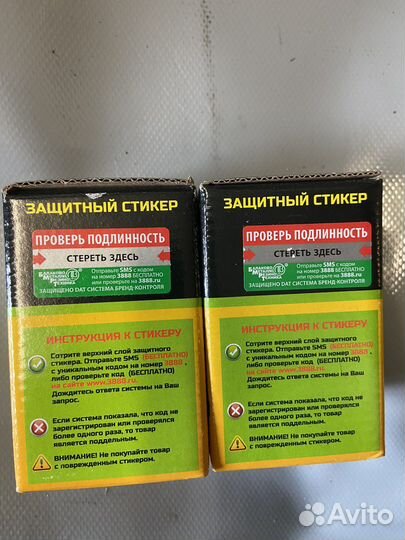 ЗАЩИТНЫЙ СТИКЕР
ПРОВЕРЬ ПОДЛИННОСТЬ
СТЕРЕТЬ ЗДЕСЬ
Отправьте SMS с кодом
на номер 3888 БЕСПЛАТНО
или проверьте на 3888.ru
ЗАЩИЩЕНО DAT СИСТЕМА БРЕНД-КОНТРОЛЯ
ИНСТРУКЦИЯ К СТИКЕРУ
Сотрите верхний слой защитного
стикера. Отправьте SMS (БЕСПЛАТНО)
с уникальным кодом на номер 3888 ,
либо проверьте код (БЕСПЛАТНО)
на сайте www.3888.ru.
Дождитесь ответа системы на Ваш
запрос.
Если система показала, что код не
зарегистрирован или проверялся
более одного раза, то товар
является поддельным.
ВНИМАНИЕ! Не покупайте товар
с поврежденным стикером.
ЗАЩИТНЫЙ СТИКЕР
ПРОВЕРЬ ПОДЛИННОСТЬ
СТЕРЕТЬ ЗДЕСЬ
Отправьте SMS с кодом
на номер 3888 БЕСПЛАТНО
или проверьте на 3888.ru
ЗАЩИЩЕНО DAT СИСТЕМА БРЕНД-КОНТРОЛЯ
ИНСТРУКЦИЯ К СТИКЕРУ
Сотрите верхний слой защитного
стикера. Отправьте SMS (БЕСПЛАТНО)
с уникальным кодом на номер 3888 ,
либо проверьте код (БЕСПЛАТНО)
на сайте www.3888.ru.
Дождитесь ответа системы на Ваш
запрос.
Если система показала, что код не
зарегистрирован или проверялся
более одного раза, то товар
является поддельным.
ВНИМАНИЕ! Не покупайте товар
с поврежденным стикером.
Avito